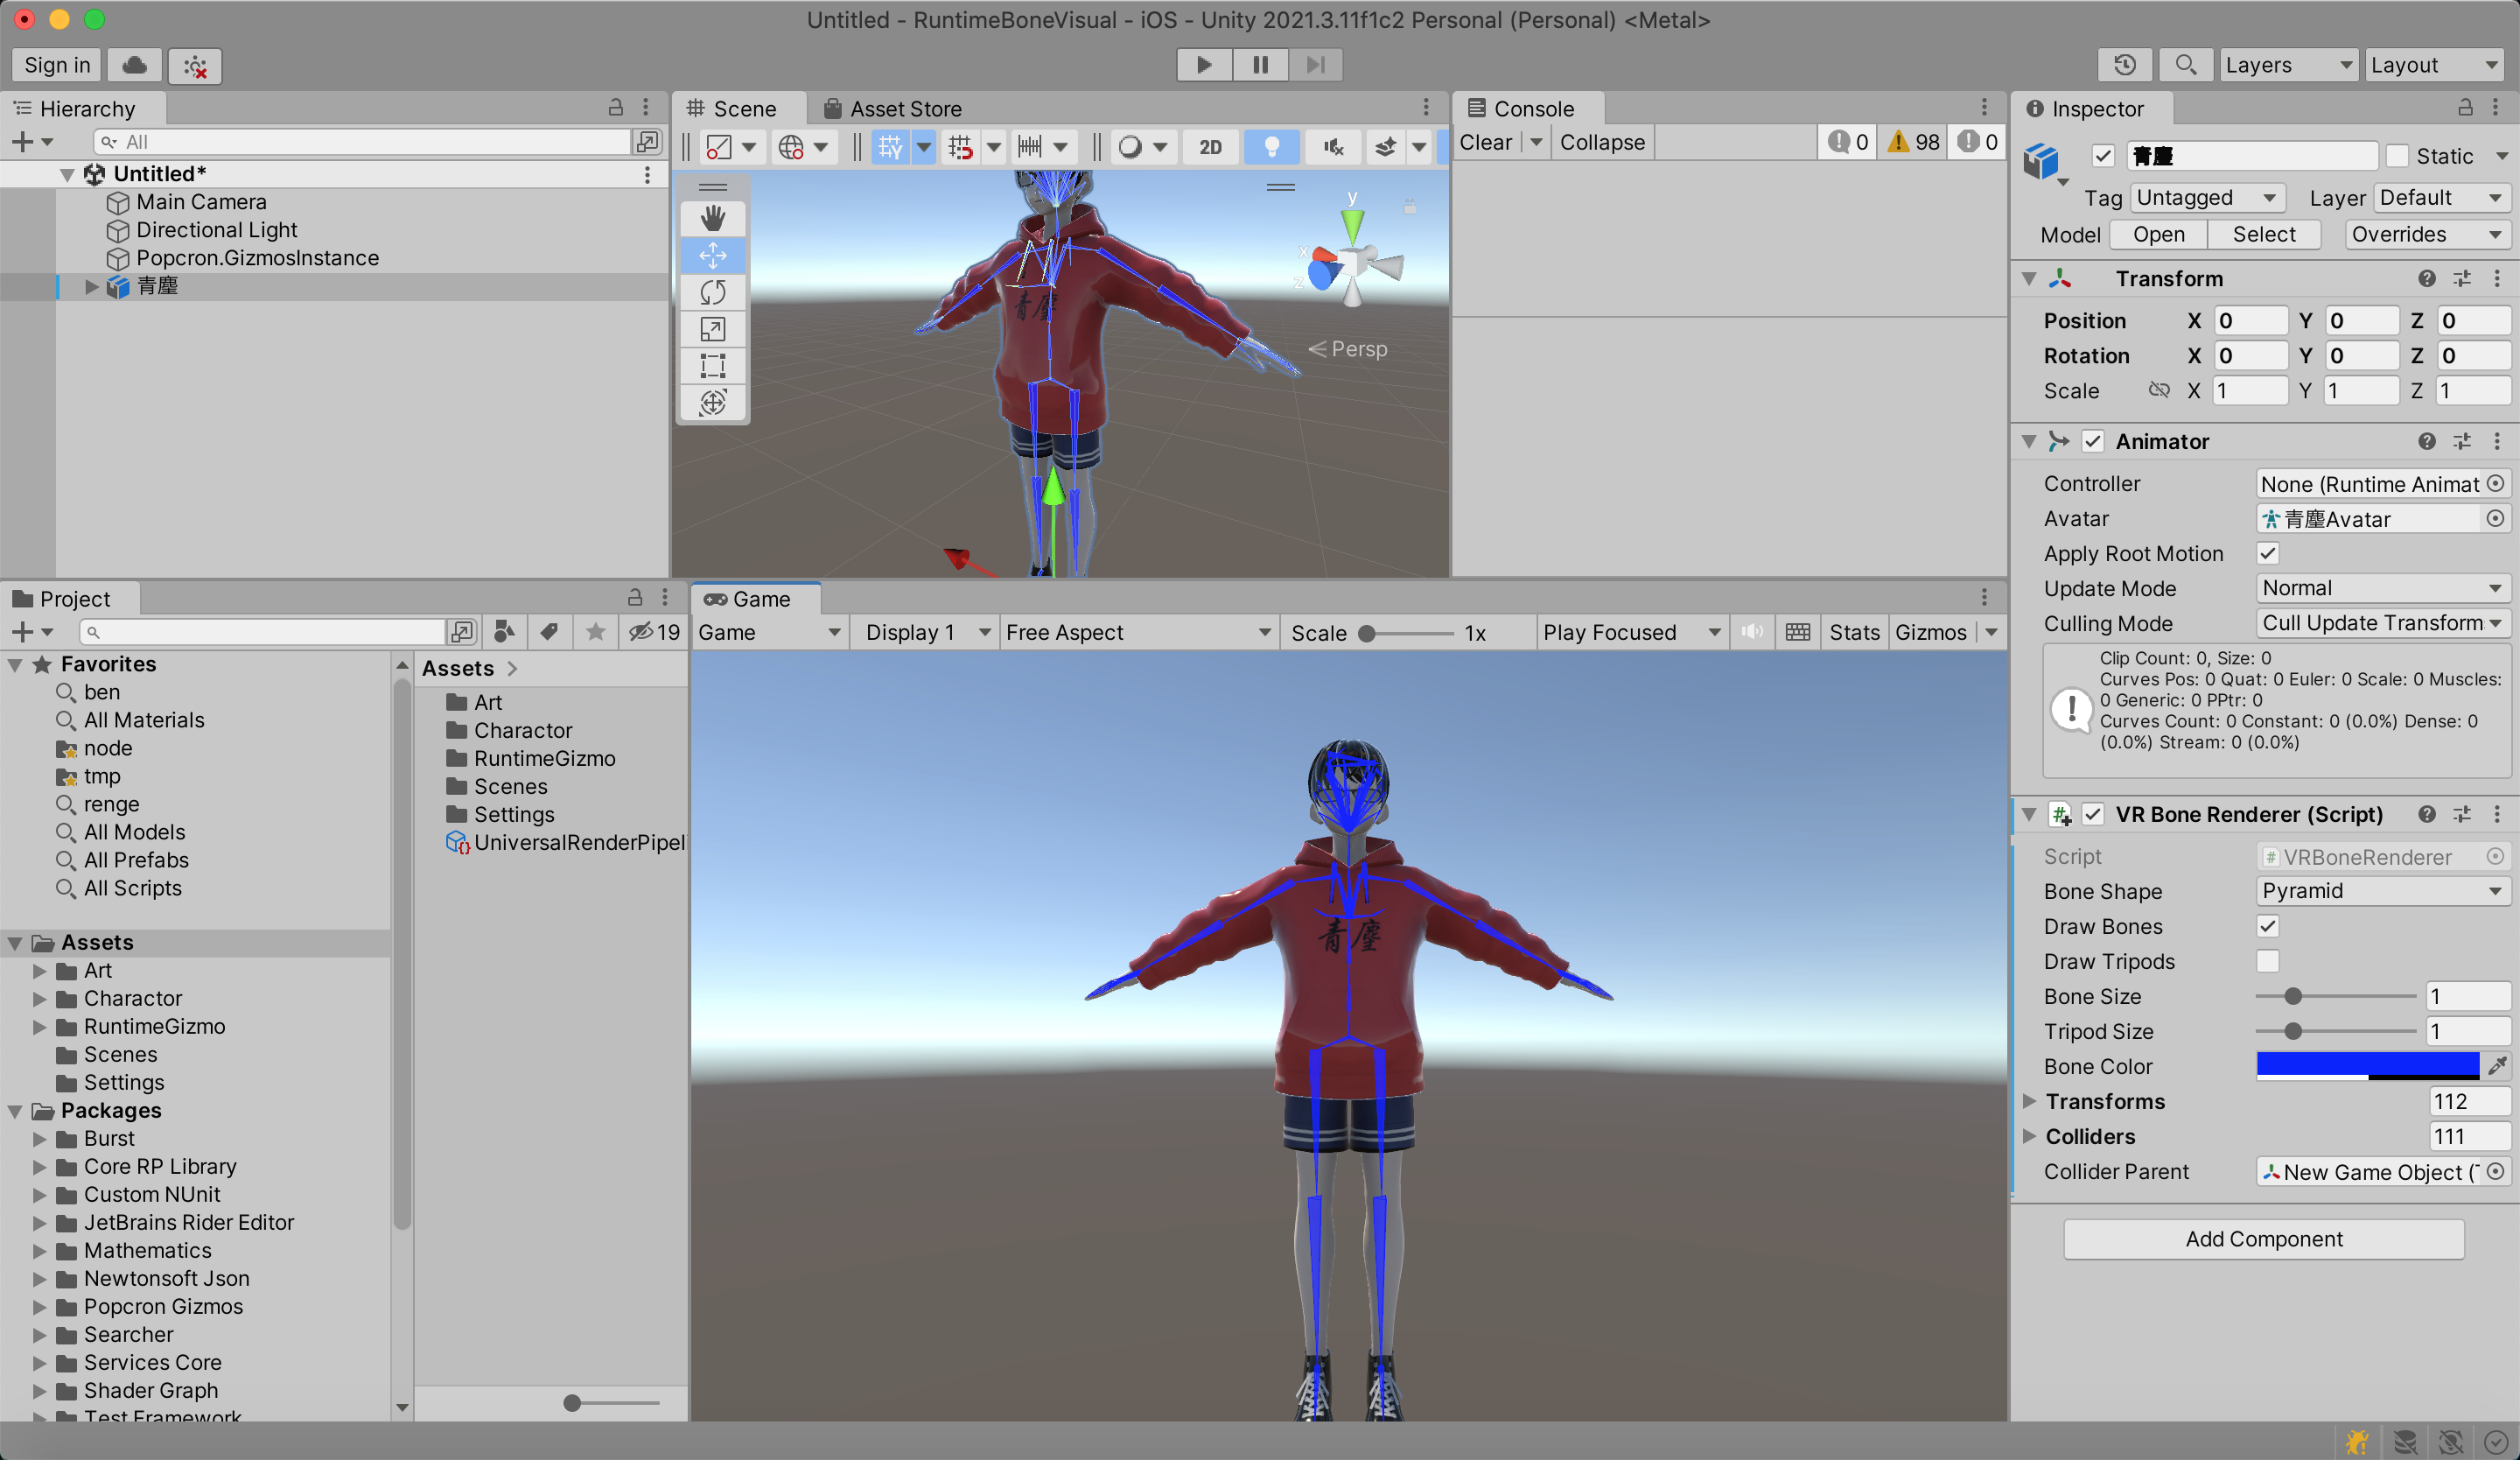 Untitled - RuntimeBoneVisual - iOS - Unity 2021.3.11f1c2 Personal (Personal) <Metal>
Sign in
Layers
Layout
Hierarchy
All
Untitled*
Main Camera
Directional Light
Popcron.GizmosInstance
青塵
Scene
Asset Store
2D
y
x
z
Persp
青塵
Console
Clear
Collapse
0
98
0
Inspector
青塵
Static
Tag Untagged Layer Default
Model Open Select Overrides
Transform
Position X 0 Y 0 Z 0
Rotation X 0 Y 0 Z 0
Scale X 1 Y 1 Z 1
Animator
Controller None (Runtime Animat
Avatar 青塵Avatar
Apply Root Motion
Update Mode Normal
Culling Mode Cull Update Transform
Clip Count: 0, Size: 0
Curves Pos: 0 Quat: 0 Euler: 0 Scale: 0 Muscles:
0 Generic: 0 PPtr: 0
Curves Count: 0 Constant: 0 (0.0%) Dense: 0
(0.0%) Stream: 0 (0.0%)
VR Bone Renderer (Script)
Script VRBoneRenderer
Bone Shape Pyramid
Draw Bones
Draw Tripods
Bone Size 1
Tripod Size 1
Bone Color
Transforms 112
Colliders 111
Collider Parent New Game Object (T
Add Component
Project
19
Favorites
ben
All Materials
node
tmp
renge
All Models
All Prefabs
All Scripts
Assets
Art
Charactor
RuntimeGizmo
Scenes
Settings
Packages
Burst
Core RP Library
Custom NUnit
JetBrains Rider Editor
Mathematics
Newtonsoft Json
Popcron Gizmos
Searcher
Services Core
Shader Graph
Test Framework
Assets
Art
Charactor
RuntimeGizmo
Scenes
Settings
UniversalRenderPipeli
Game
Game Display 1 Free Aspect Scale 1x Play Focused Stats Gizmos
青塵